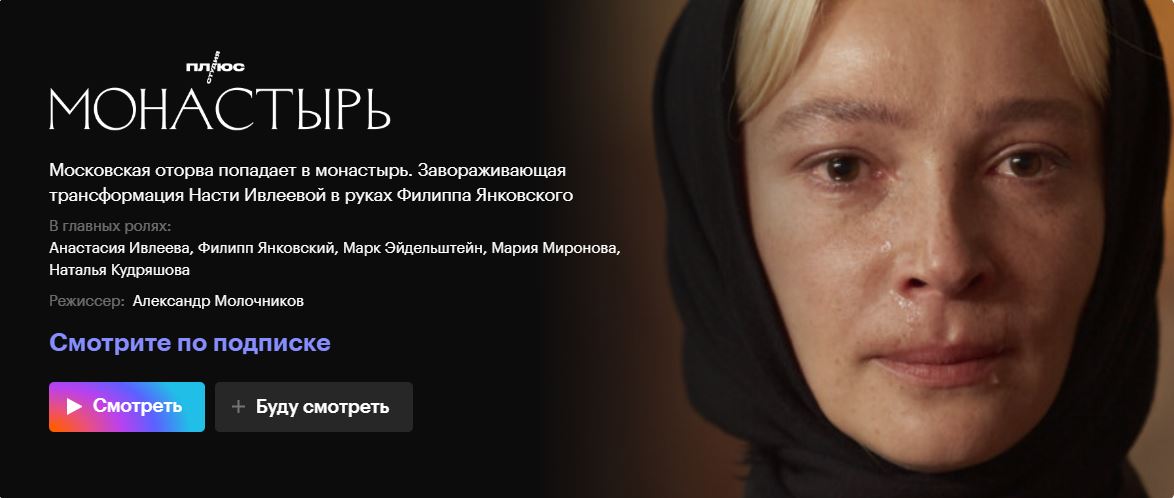 ПЛЮС
СТУДИЯ
МОНАСТЫРЬ
Московская оторва попадает в монастырь. Завораживающая
трансформация Насти Ивлеевой в руках Филиппа Янковского
В главных ролях:
Анастасия Ивлеева, Филипп Янковский, Марк Эйдельштейн, Мария Миронова,
Наталья Кудряшова
Режиссер: Александр Молочников
Смотрите по подписке
Смотреть
+ Буду смотреть